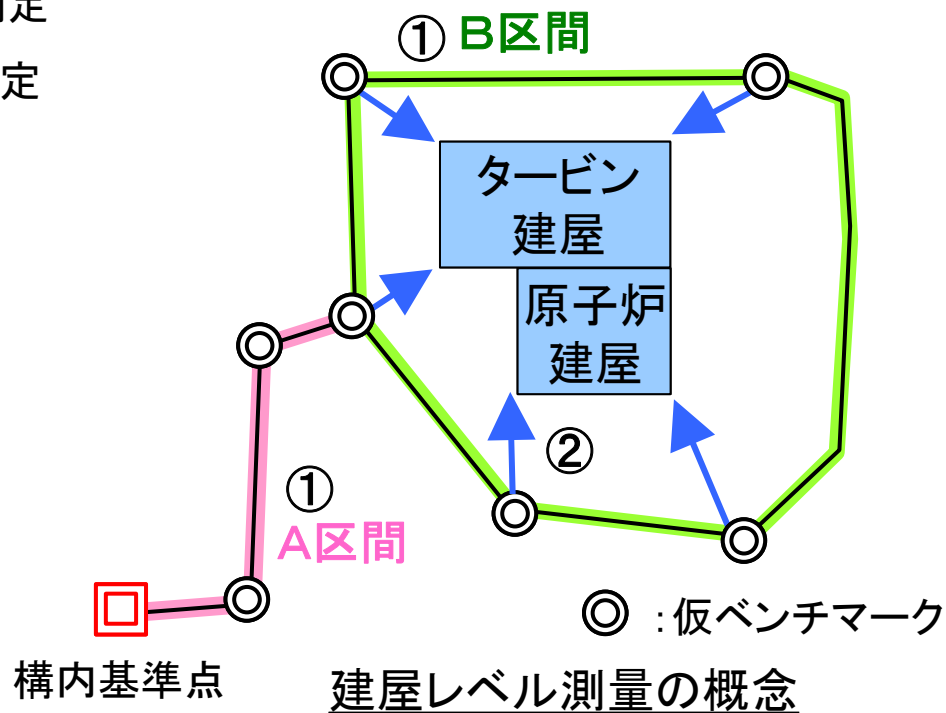 定
① B区間
タービン
建屋
原子炉
建屋
②
①
A区間
◎ :仮ベンチマーク
構内基準点
建屋レベル測量の概念